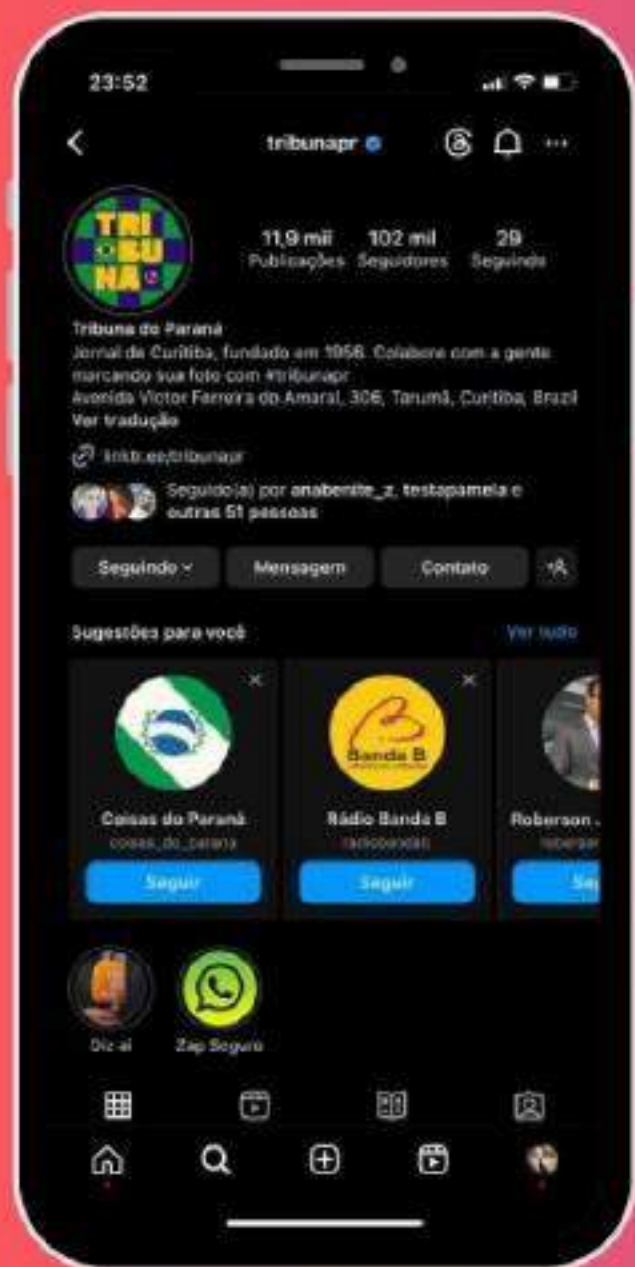 23:52
tribunapr
TRI
BU
NA
11,9 mil 102 mil 29
Publicações Seguidores Seguindo
Tribuna do Paraná
Jornal de Curitiba, fundado em 1956. Colabore com a gente
marcando sua foto com #tribunapr
Avenida Victor Ferreira do Amaral, 306, Tarumã, Curitiba, Brazil
Ver tradução
linktr.ee/tribunapr
Seguido(a) por anabenite_z, testapamela e
outras 51 pessoas
Seguindo Mensagem Contato
Sugestões para você Ver tudo
B
Banda B
Coisas do Paraná Rádio Banda B Roberson
coisas_do_parana radiobandab
Seguir Seguir Se
Diz aí Zap Seguro